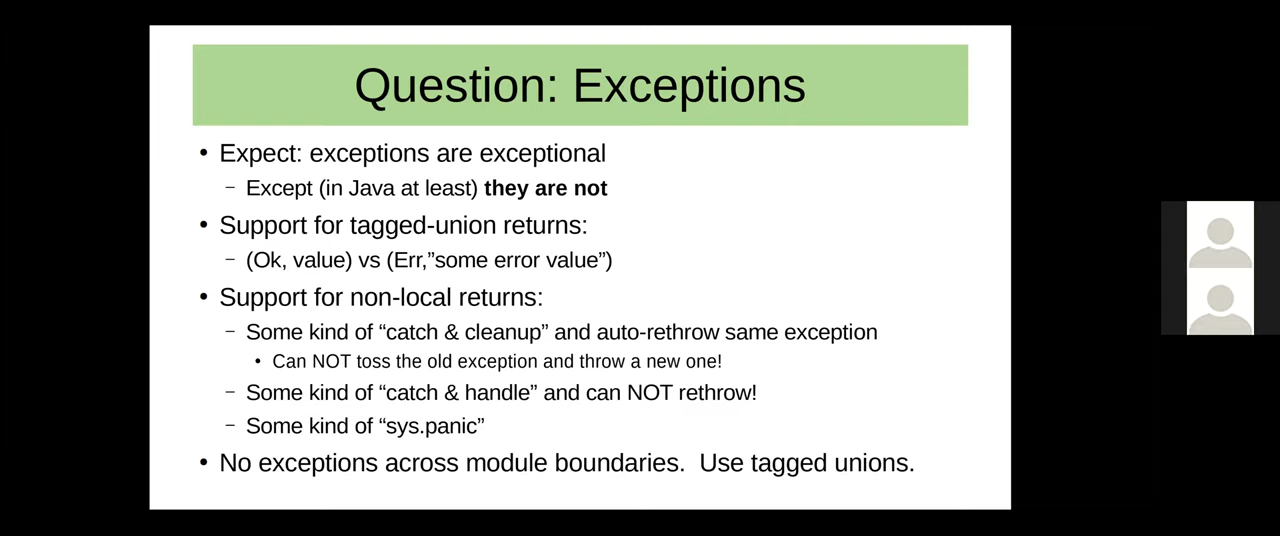 Question: Exceptions
• Expect: exceptions are exceptional
– Except (in Java at least) they are not
• Support for tagged-union returns:
– (Ok, value) vs (Err,”some error value”)
• Support for non-local returns:
– Some kind of “catch & cleanup” and auto-rethrow same exception
• Can NOT toss the old exception and throw a new one!
– Some kind of “catch & handle” and can NOT rethrow!
– Some kind of “sys.panic”
• No exceptions across module boundaries.  Use tagged unions.